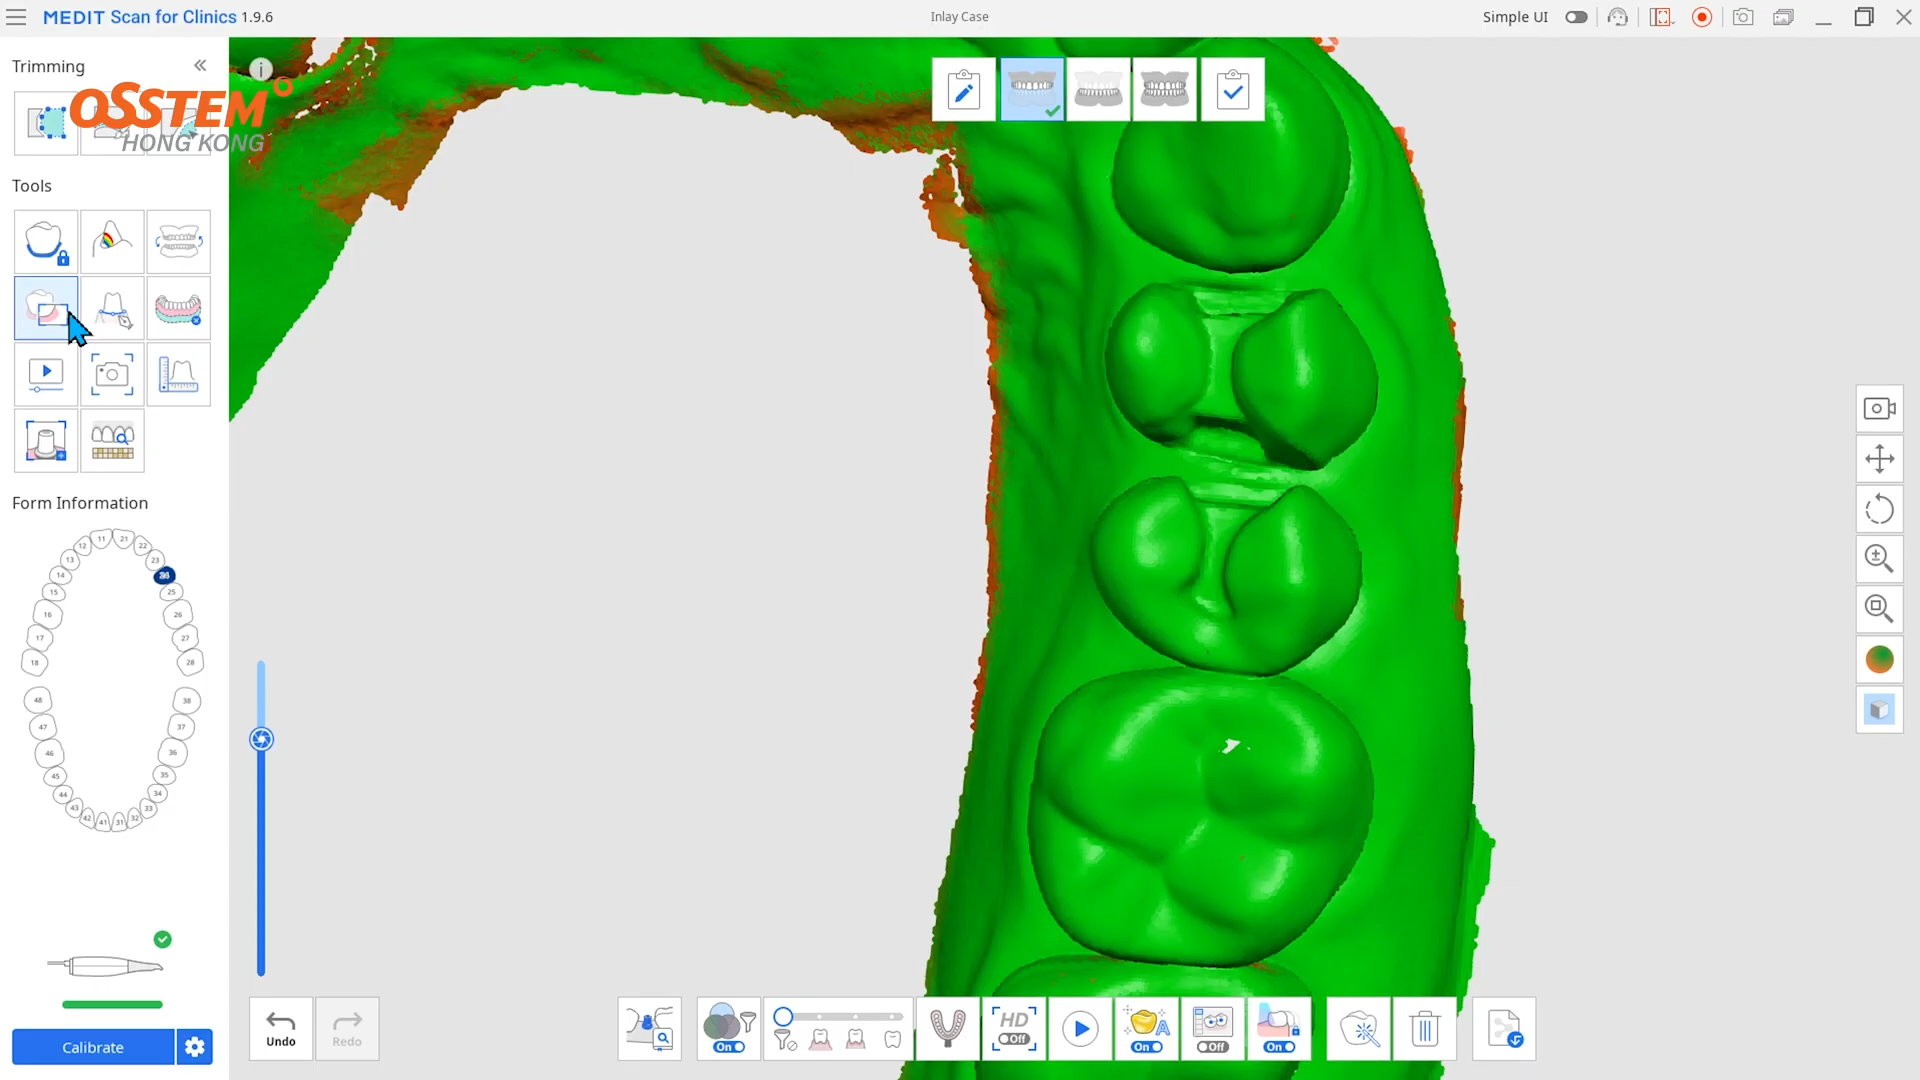 MEDIT Scan for Clinics 1.9.6
Inlay Case
Simple UI
Trimming
OSSTEM
HONG KONG
Tools
Form Information
11 21
12 22
13 23
14 24
15 25
16 26
17 27
18 28
48 38
47 37
46 36
45 35
44 34
43 33
42 41 31 32
Calibrate
Undo
Redo
On
HD
Off
A
On
Off
On